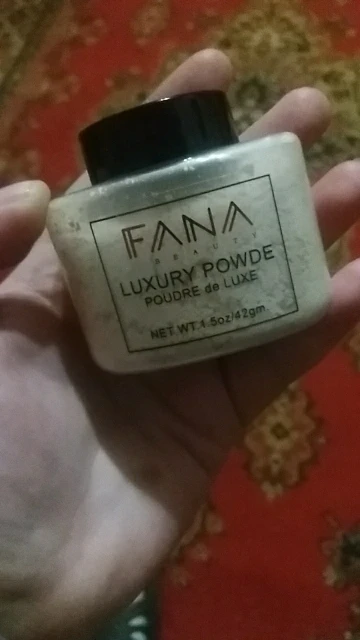 FANA
BEAUTY
LUXURY POWDE
POUDRE de LUXE
NET WT.1.5oz/42gm.